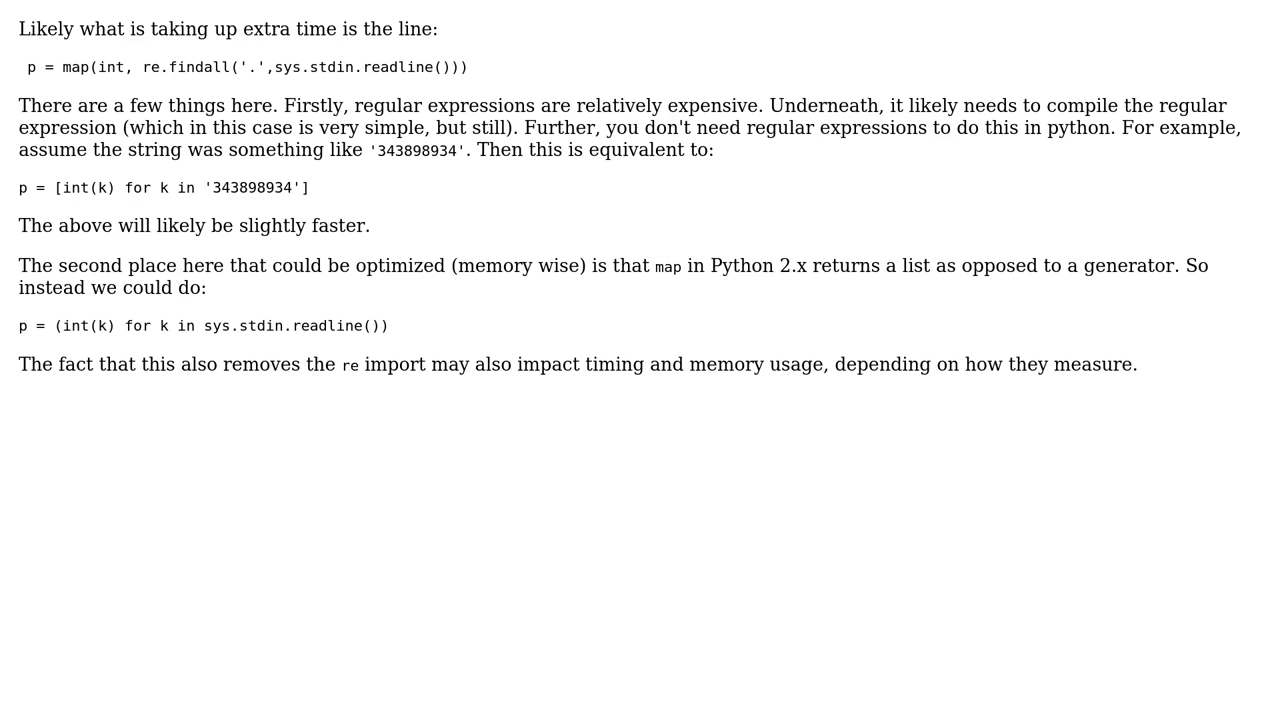 Likely what is taking up extra time is the line:
p = map(int, re.findall('.',sys.stdin.readline()))
There are a few things here. Firstly, regular expressions are relatively expensive. Underneath, it likely needs to compile the regular
expression (which in this case is very simple, but still). Further, you don't need regular expressions to do this in python. For example,
assume the string was something like '343898934'. Then this is equivalent to:
p = [int(k) for k in '343898934']
The above will likely be slightly faster.
The second place here that could be optimized (memory wise) is that map in Python 2.x returns a list as opposed to a generator. So
instead we could do:
p = (int(k) for k in sys.stdin.readline())
The fact that this also removes the re import may also impact timing and memory usage, depending on how they measure.